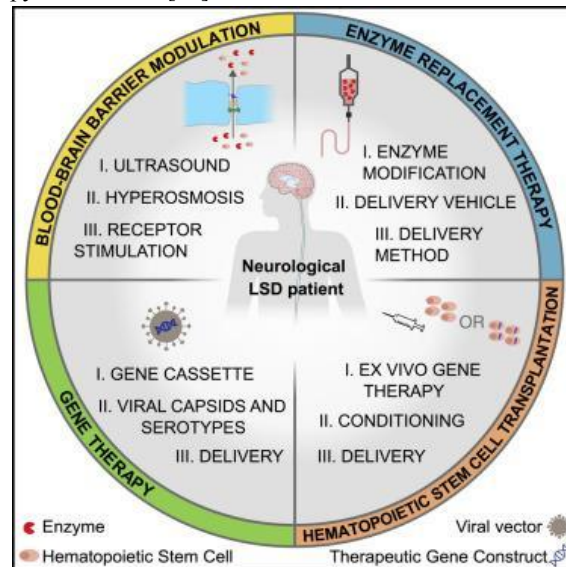 BLOOD-BRAIN BARRIER MODULATION
ENZYME REPLACEMENT THERAPY
I. ULTRASOUND
II. HYPEROSMOSIS
III. RECEPTOR
STIMULATION
I. ENZYME
MODIFICATION
II. DELIVERY VEHICLE
III. DELIVERY
METHOD
Neurological
LSD patient
GENE THERAPY
I. GENE CASSETTE
II. VIRAL CAPSIDS AND
SEROTYPES
III. DELIVERY
OR
I. EX VIVO GENE
THERAPY
II. CONDITIONING
III. DELIVERY
HEMATOPOIETIC STEM CELL TRANSPLANTATION
Enzyme
Hematopoietic Stem Cell
Viral vector
Therapeutic Gene Construct